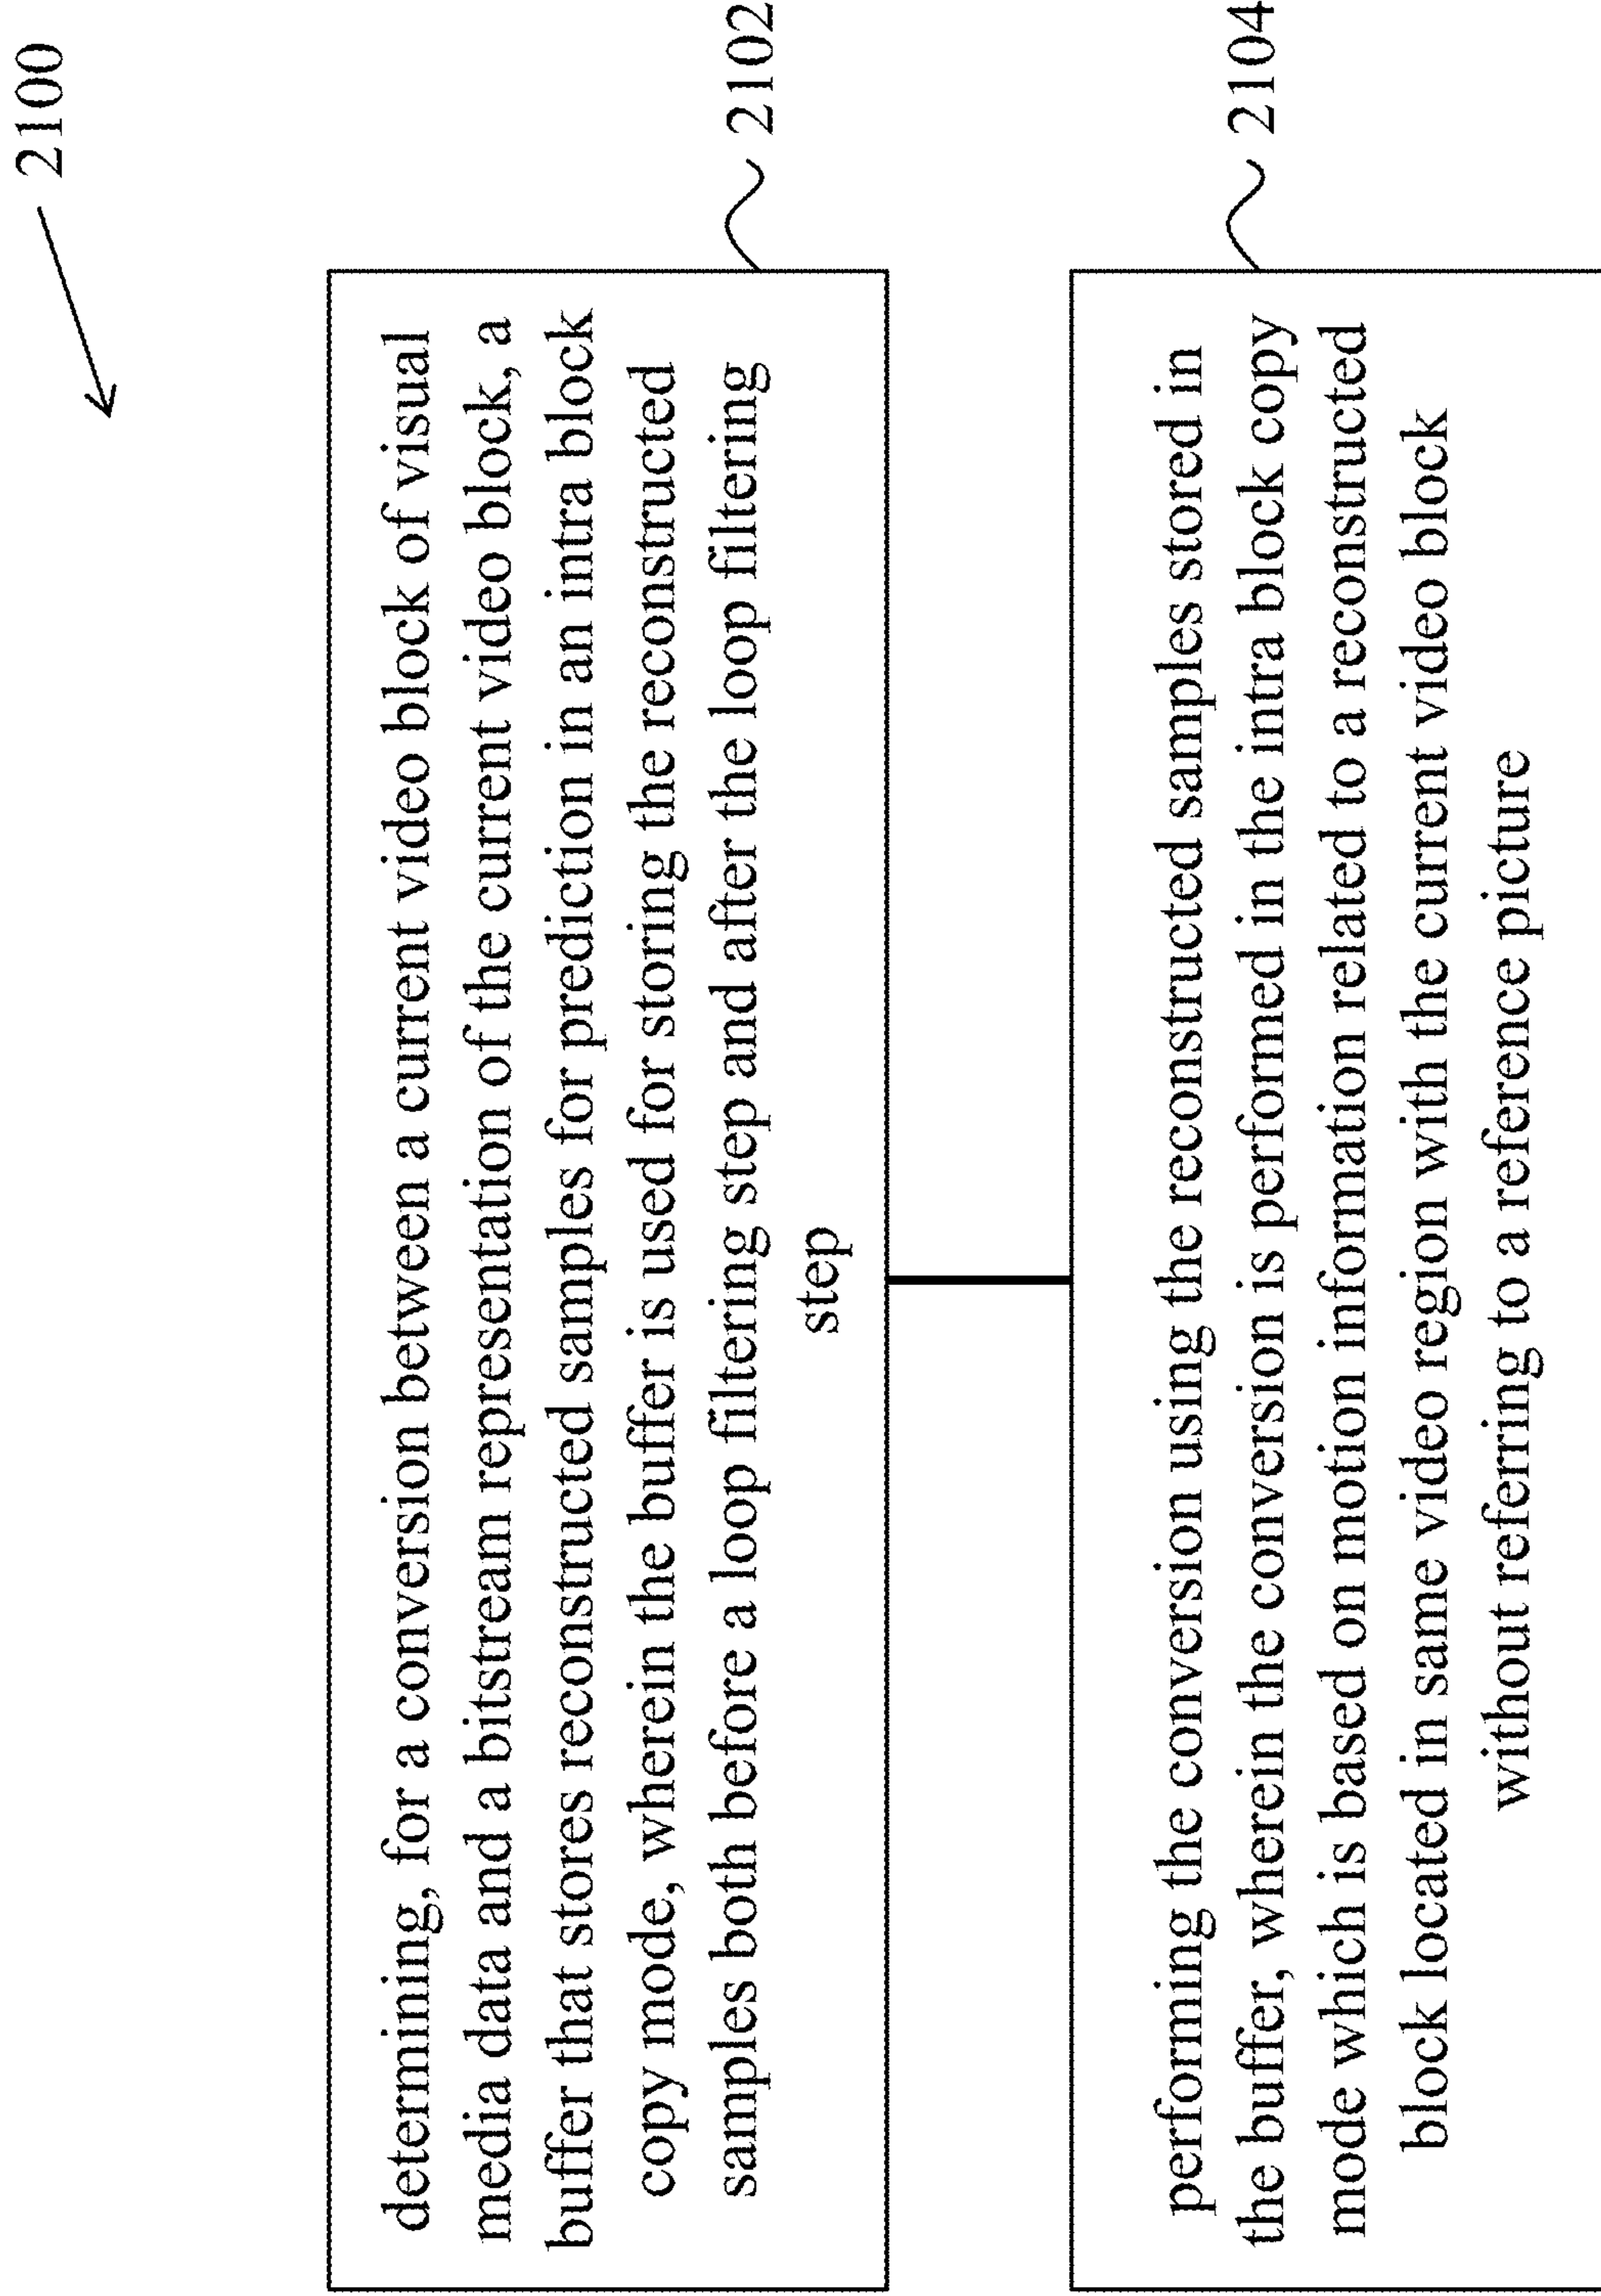 2100
determining, for a conversion between a current video block of visual
media data and a bitstream representation of the current video block, a
buffer that stores reconstructed samples for prediction in an intra block
copy mode, wherein the buffer is used for storing the reconstructed
samples both before a loop filtering step and after the loop filtering
step
2102
performing the conversion using the reconstructed samples stored in
the buffer, wherein the conversion is performed in the intra block copy
mode which is based on motion information related to a reconstructed
block located in same video region with the current video block
without referring to a reference picture
2104